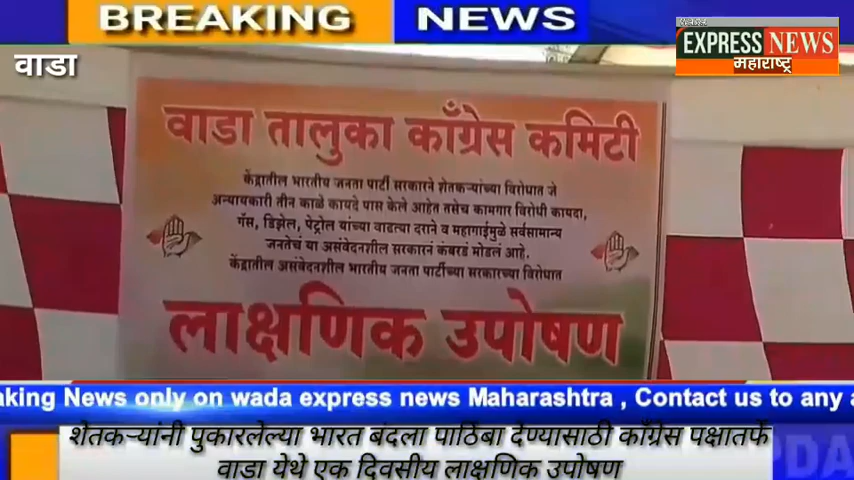 BREAKING NEWS
वाडा
EXPRESS NEWS
महाराष्ट्र
वाडा तालुका काँग्रेस कमिटी
केंद्रातील भारतीय जनता पार्टी सरकारने शेतकऱ्यांच्या विरोधात जे
अन्यायकारी तीन काळे कायदे पास केले आहेत तसेच कामगार विरोधी कायदा,
गॅस, डिझेल, पेट्रोल यांच्या वाढत्या दराने व महागाईमुळे सर्वसामान्य
जनतेचं या असंवेदनशील सरकारनं कंबरडं मोडलं आहे.
केंद्रातील असंवेदनशील भारतीय जनता पार्टीच्या सरकारच्या विरोधात
लाक्षणिक उपोषण
aking News only on wada express news Maharashtra , Contact us to any a
शेतकऱ्यांनी पुकारलेल्या भारत बंदला पाठिंबा देण्यासाठी काँग्रेस पक्षातर्फे
वाडा येथे एक दिवसीय लाक्षणिक उपोषण